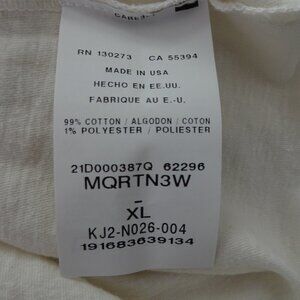 RN 130273 CA 55394
MADE IN USA
HECHO EN EE.UU.
FABRIQUE AU E.-U.
99% COTTON / ALGODON / COTON
1% POLYESTER / POLIESTER
21D000387Q 62296
MQRTN3W
-
XL
KJ2-N026-004
191683639134